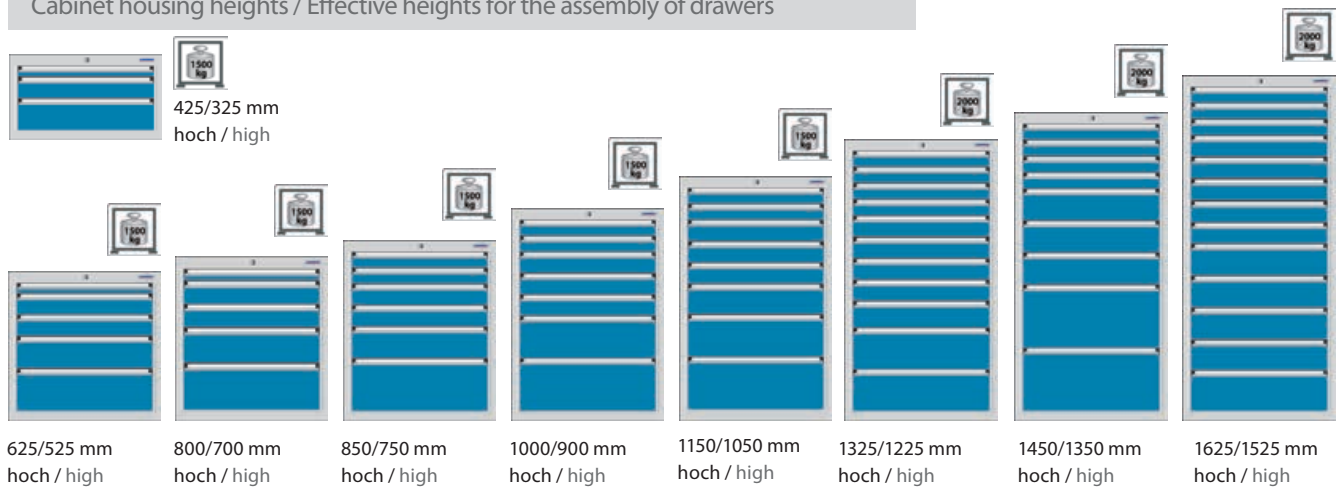 Cabinet housing heights / Effective heights for the assembly of drawers
2000
kg
1500
kg
2000
kg
425/325 mm
hoch / high
2000
kg
1500
kg
1500
kg
1500
kg
1500
kg
1500
kg
625/525 mm
hoch / high
800/700 mm
hoch / high
850/750 mm
hoch / high
1000/900 mm
hoch / high
1150/1050 mm
hoch / high
1325/1225 mm
hoch / high
1450/1350 mm
hoch / high
1625/1525 mm
hoch / high